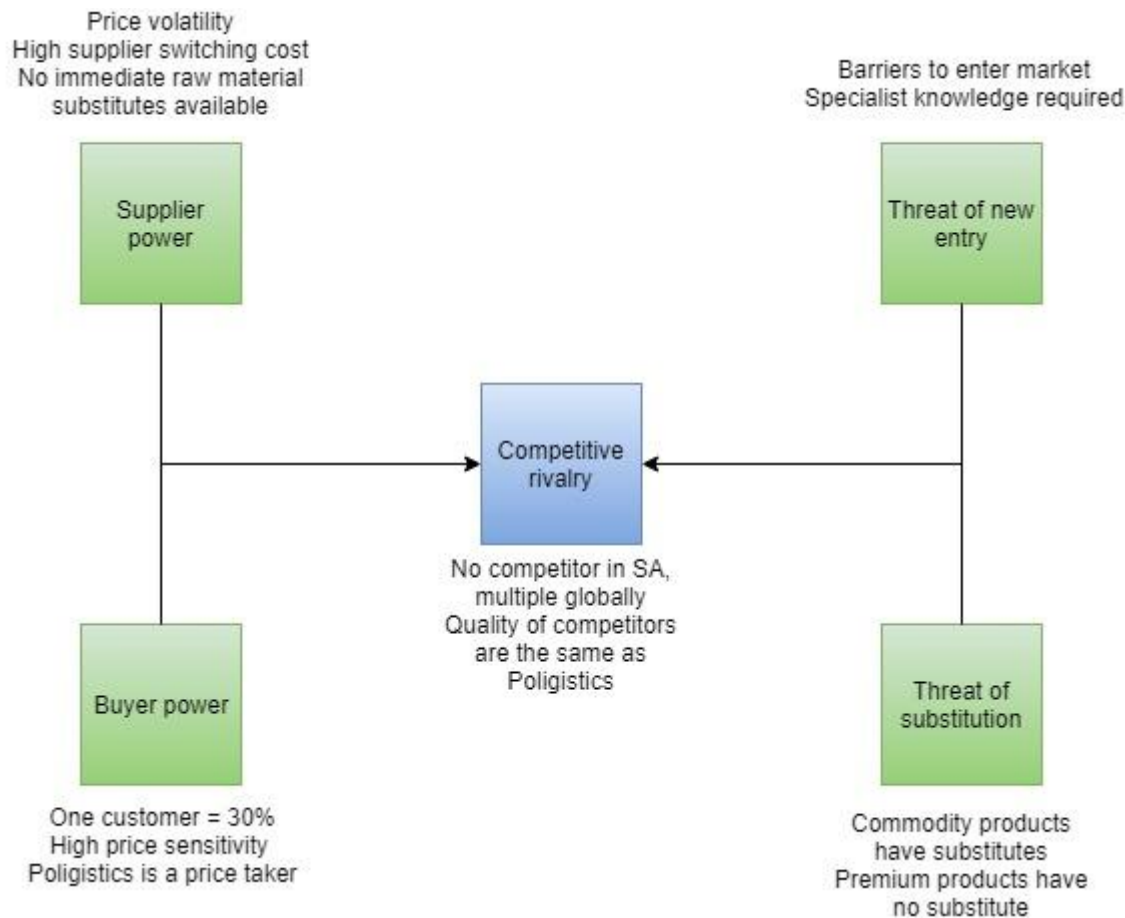 Price volatility
High supplier switching cost
No immediate raw material
substitutes available
Supplier
power
Barriers to enter market
Specialist knowledge required
Threat of new
entry
Competitive
rivalry
No competitor in SA,
multiple globally
Quality of competitors
are the same as
Poligistics
Buyer power
One customer = 30%
High price sensitivity
Poligistics is a price taker
Threat of
substitution
Commodity products
have substitutes
Premium products have
no substitute